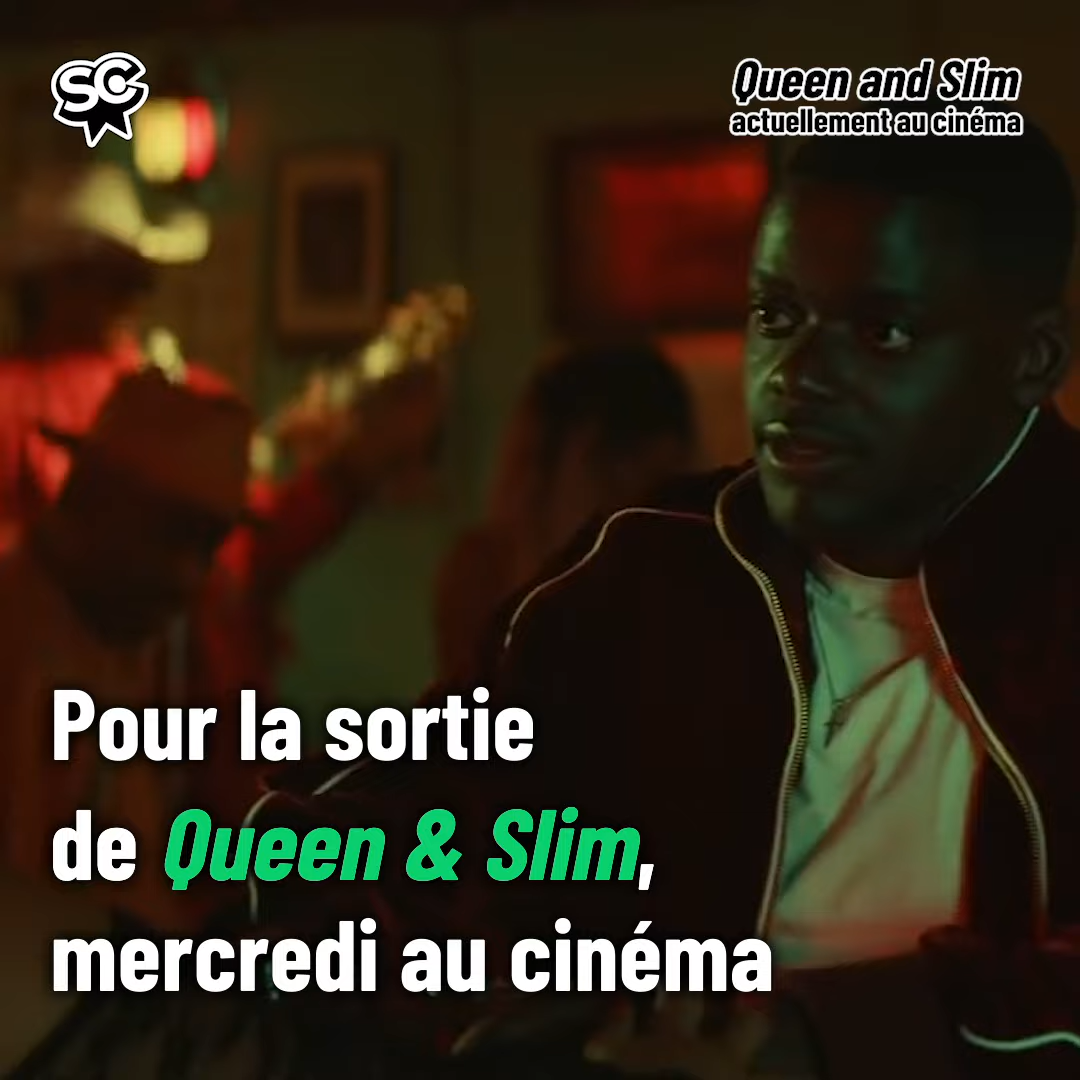 SC
Queen and Slim
actuellement au cinéma
Pour la sortie
de Queen & Slim,
mercredi au cinéma